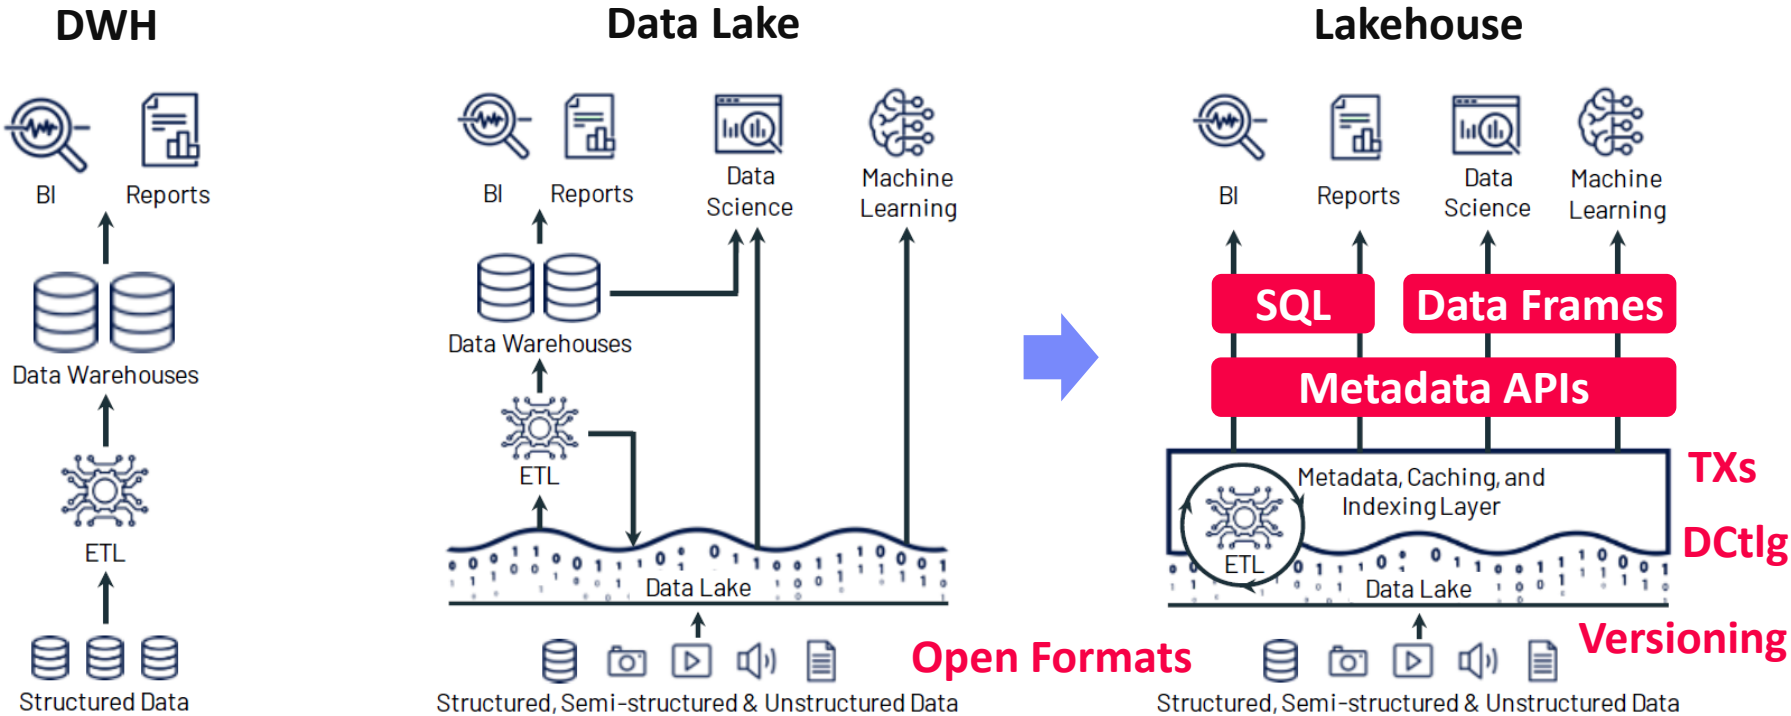 DWH
BI
Reports
Data Warehouses
ETL
Structured Data
Data Lake
BI
Reports
Data
Science
Machine
Learning
Data Warehouses
ETL
Data Lake
Structured, Semi-structured & Unstructured Data
Open Formats
Lakehouse
BI
Reports
Data
Science
Machine
Learning
SQL
Data Frames
Metadata APIs
Metadata, Caching, and
Indexing Layer
ETL
Data Lake
TXs
DCtlg
Versioning
Structured, Semi-structured & Unstructured Data